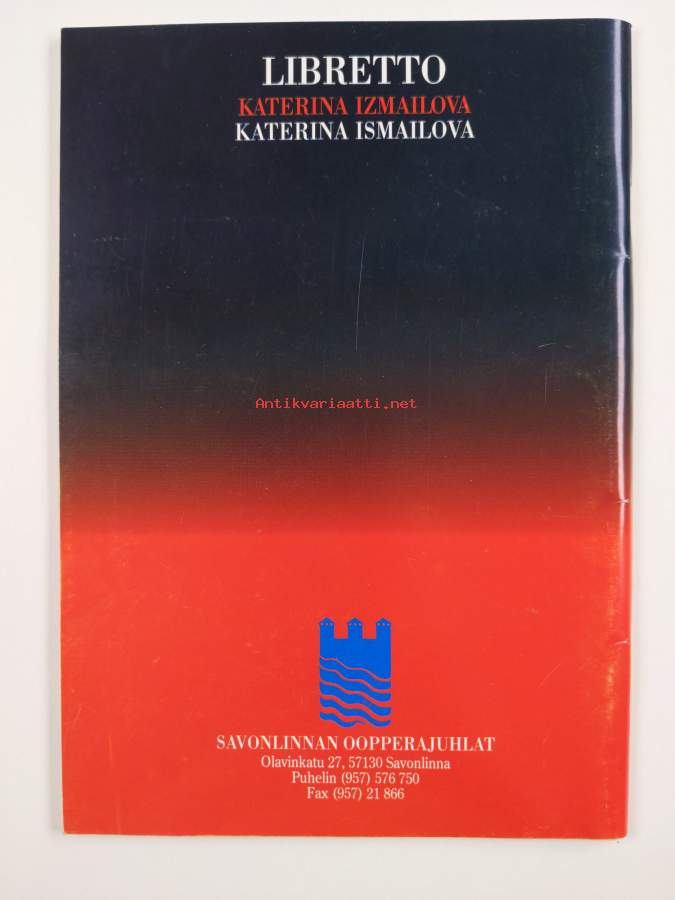 LIBRETTO
KATERINA IZMAILOVA
KATERINA ISMAILOVA
Antikvariaatti.net
SAVONLINNAN OOPPERAJUHLAT
Olavinkatu 27, 57130 Savonlinna
Puhelin (957) 576 750
Fax (957) 21 866